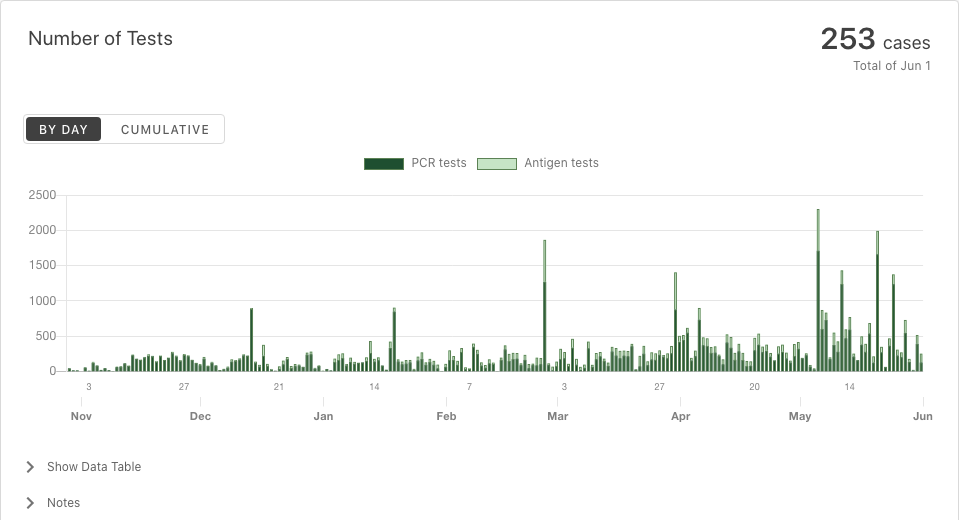 Number of Tests
253 cases
Total of Jun 1
BY DAY CUMULATIVE
PCR tests Antigen tests
2500
2000
1500
1000
500
0
3 27 21 14 7 3 27 20 14
Nov Dec Jan Feb Mar Apr May Jun
Show Data Table
Notes